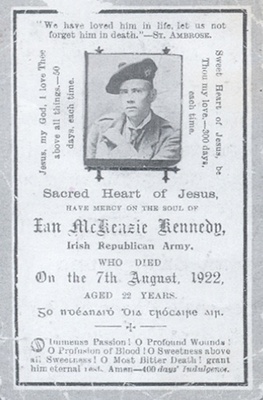 "We have loved him in life, let us not
forget him in death."—St. Ambrose.
Jesus, my God, I love Thee
above all things.—50
days, each time.
Sweet Heart of Jesus, be
Thou my love.—300 days,
each time.
Sacred Heart of Jesus,
HAVE MERCY ON THE SOUL OF
Ian McKenzie Kennedy,
Irish Republican Army,
WHO DIED
On the 7th August, 1922,
AGED 22 YEARS.
Go nDéanaiḋ Dia trócaire air.
O Immense Passion! O Profound Wounds!
O Profusion of Blood! O Sweetness above
all Sweetness! O Most Bitter Death! grant
him eternal rest. Amen—400 days' Indulgence.